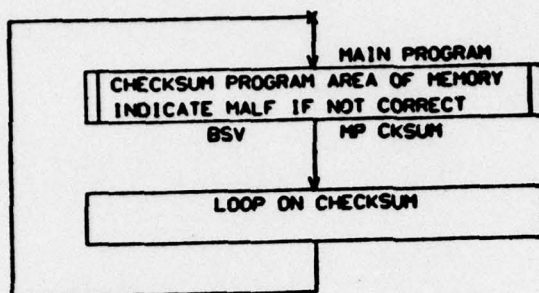 MAIN PROGRAM
CHECKSUM PROGRAM AREA OF MEMORY
INDICATE MALF IF NOT CORRECT
BSV MP CKSUM
LOOP ON CHECKSUM